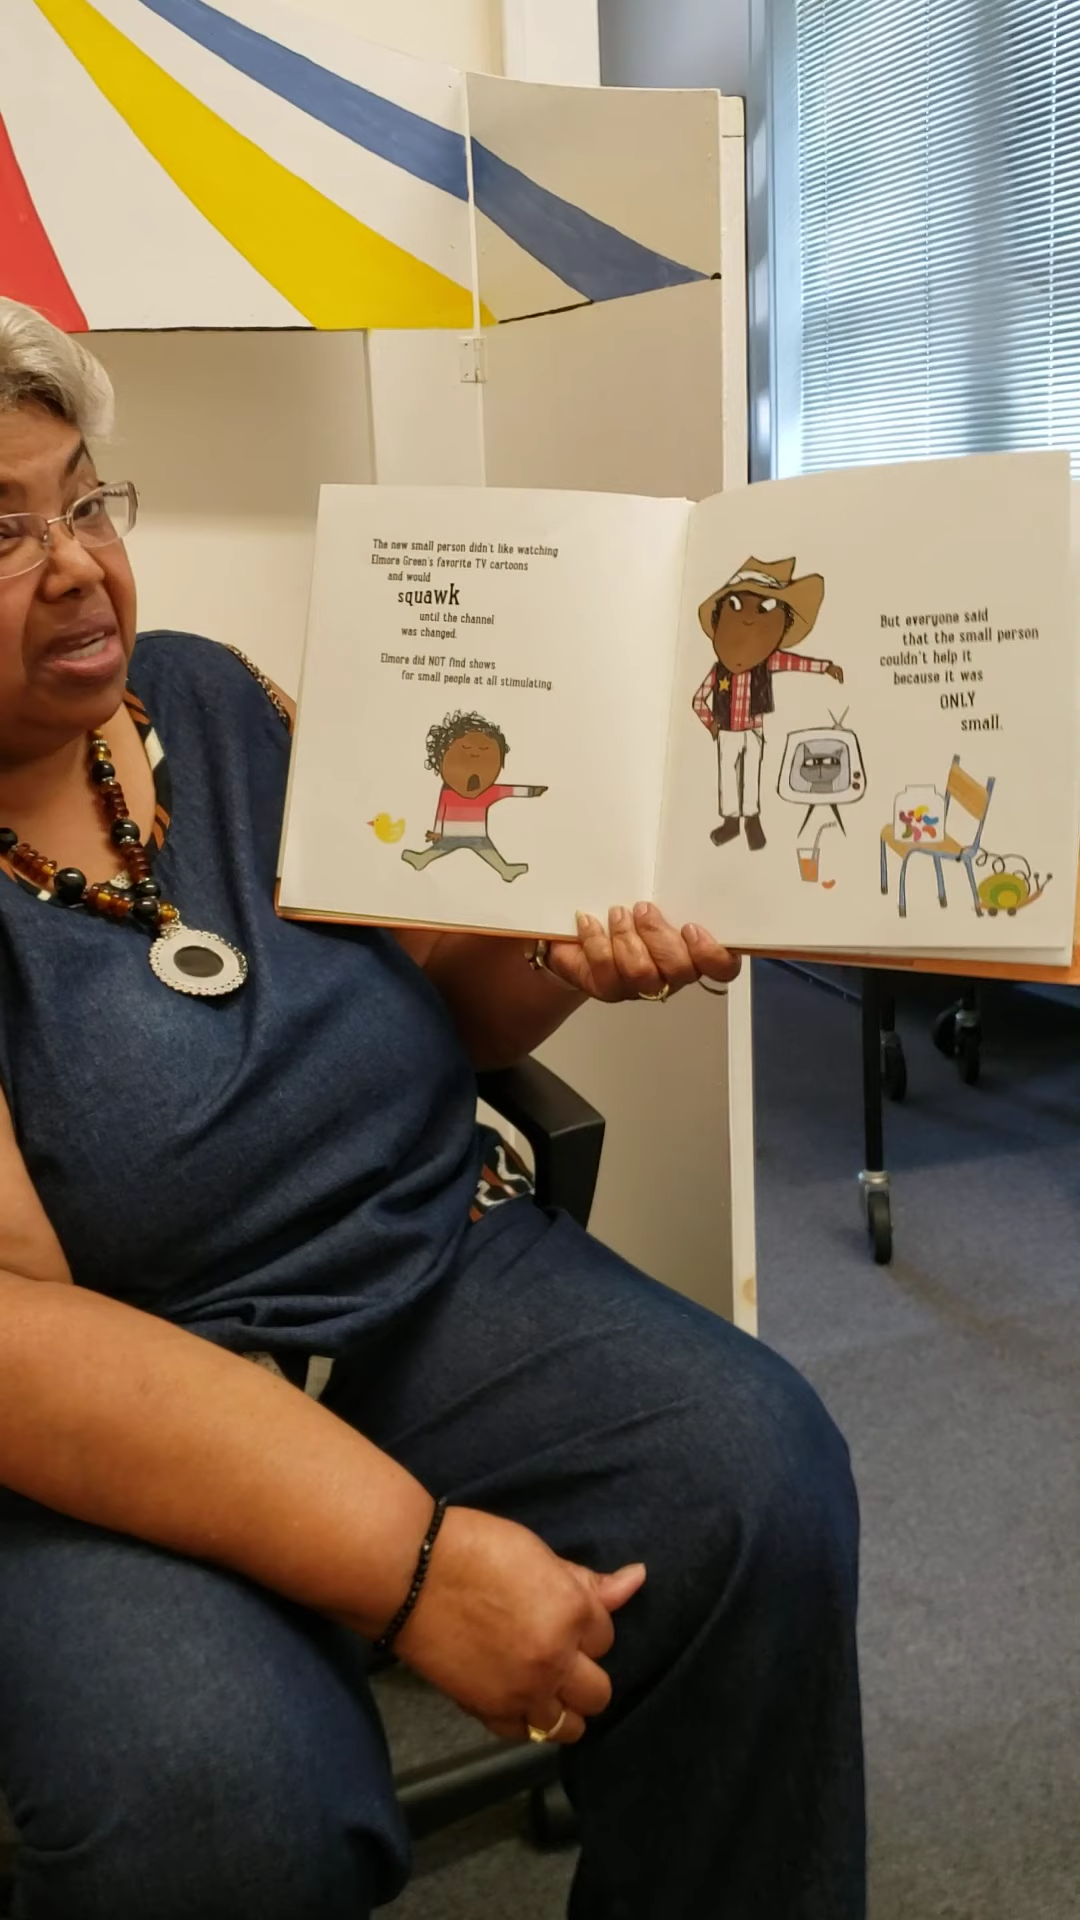 The new small person didn't like watching
Elmore Green's favorite TV cartoons
and would
squawk
until the channel
was changed.
Elmore did NOT find shows
for small people at all stimulating.
But everyone said
that the small person
couldn't help it
because it was
ONLY
small.